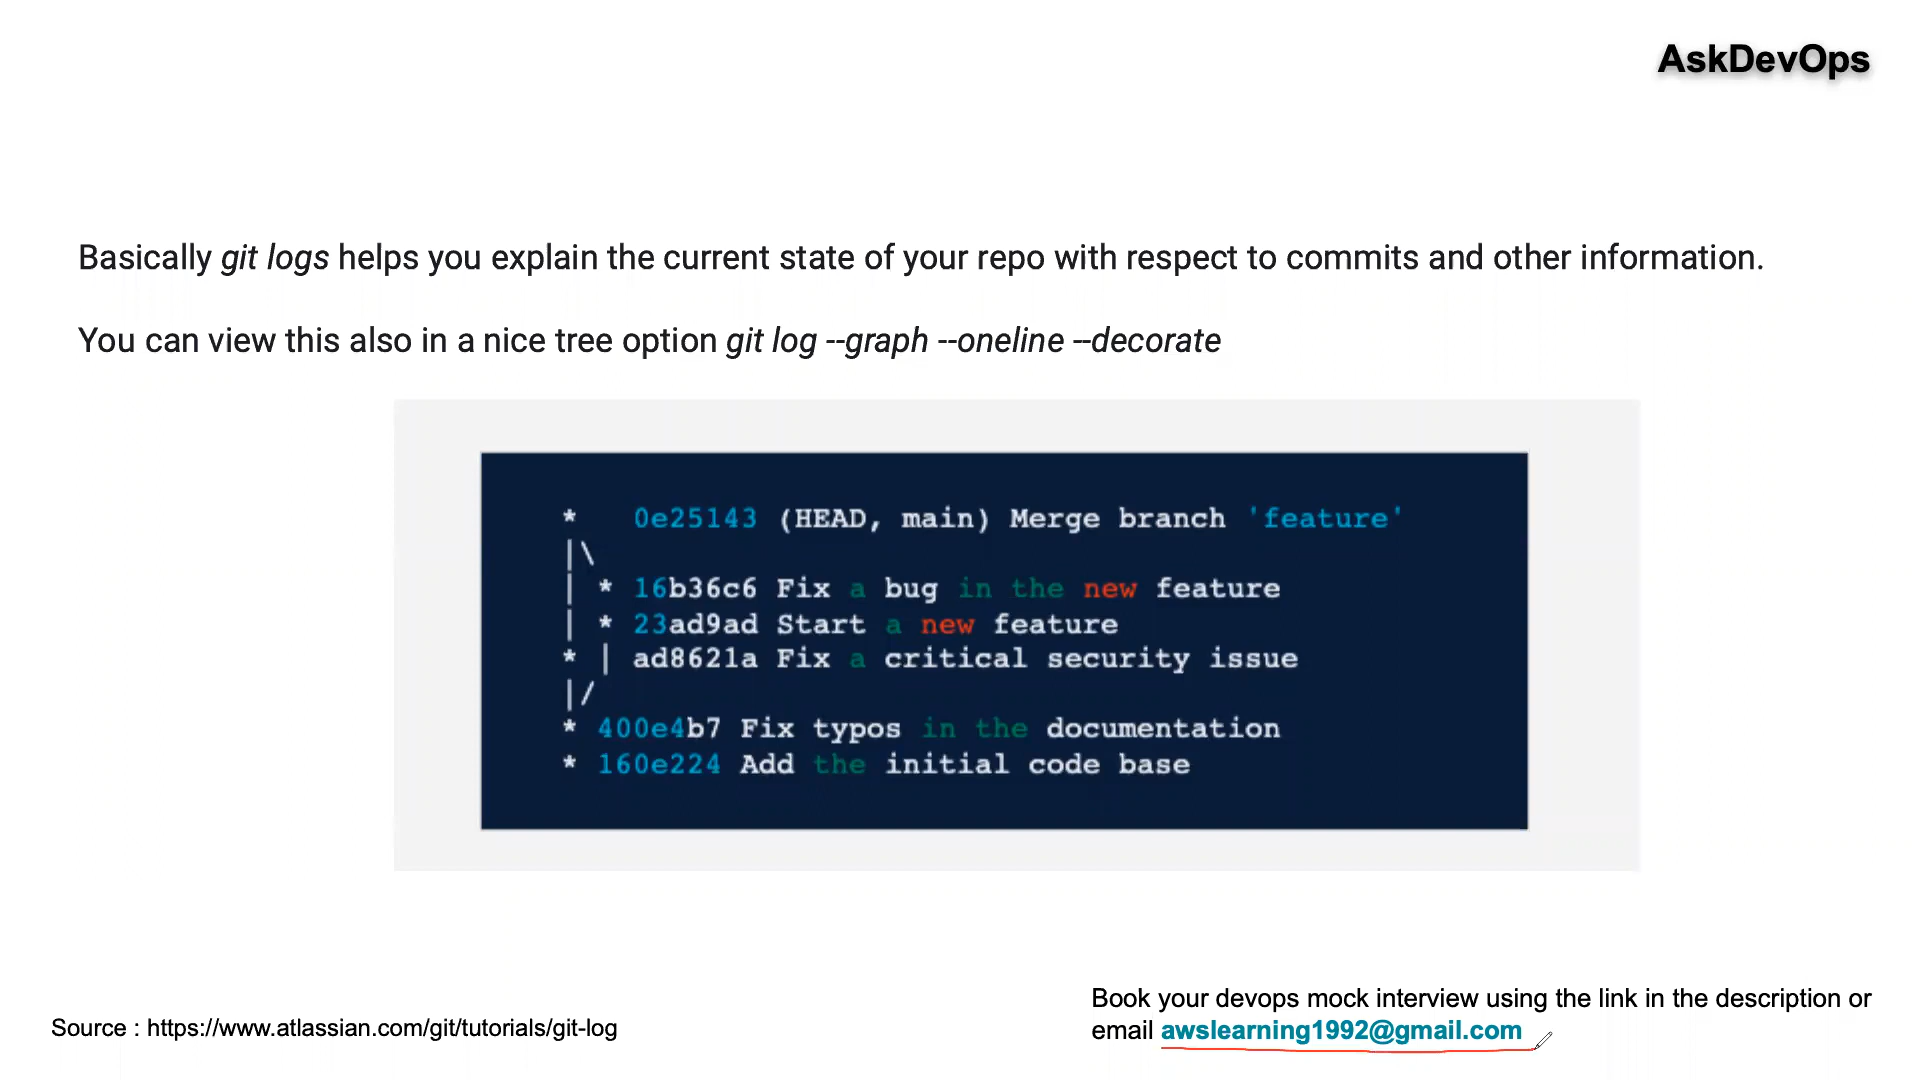 AskDevOps
Basically git logs helps you explain the current state of your repo with respect to commits and other information.
You can view this also in a nice tree option git log --graph --oneline --decorate
*   0e25143 (HEAD, main) Merge branch 'feature'
|\
| * 16b36c6 Fix a bug in the new feature
| * 23ad9ad Start a new feature
* | ad8621a Fix a critical security issue
|/
* 400e4b7 Fix typos in the documentation
* 160e224 Add the initial code base
Source : https://www.atlassian.com/git/tutorials/git-log
Book your devops mock interview using the link in the description or
email awslearning1992@gmail.com